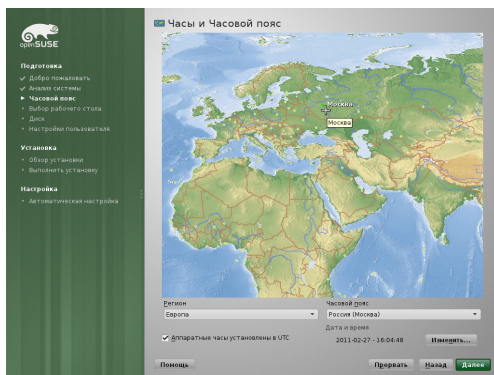 openSUSE
Подготовка
Добро пожаловать
Анализ системы
Часовой пояс
Выбор рабочего стола
Диск
Настройки пользователя
Установка
Обзор установки
Выполнить установку
Настройка
Автоматическая настройка
Часы и Часовой пояс
Москва
Москва
Регион
Европа
Часовой пояс
Россия (Москва)
Дата и время
Аппаратные часы установлены в UTC
2011-02-27 - 16:04:48
Изменить...
Помощь
Прервать
Назад
Далее